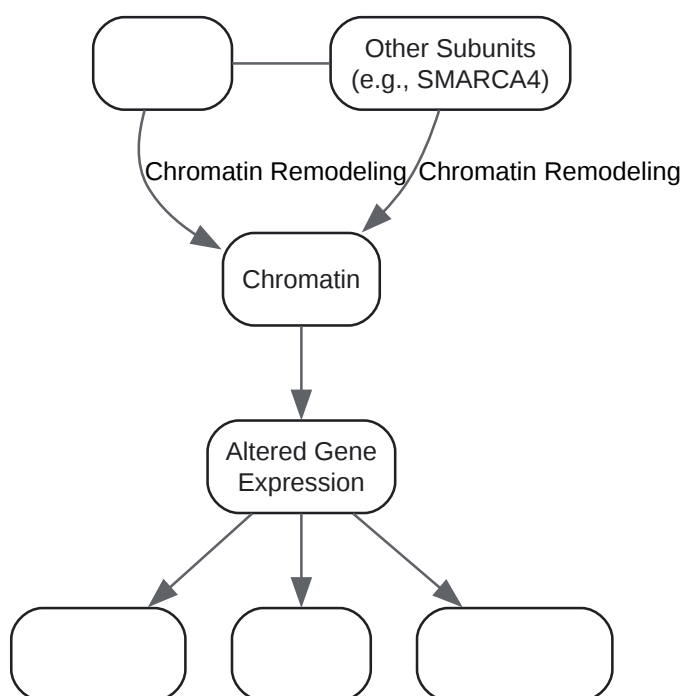 Other Subunits
(e.g., SMARCA4)
Chromatin Remodeling
Chromatin Remodeling
Chromatin
Altered Gene
Expression